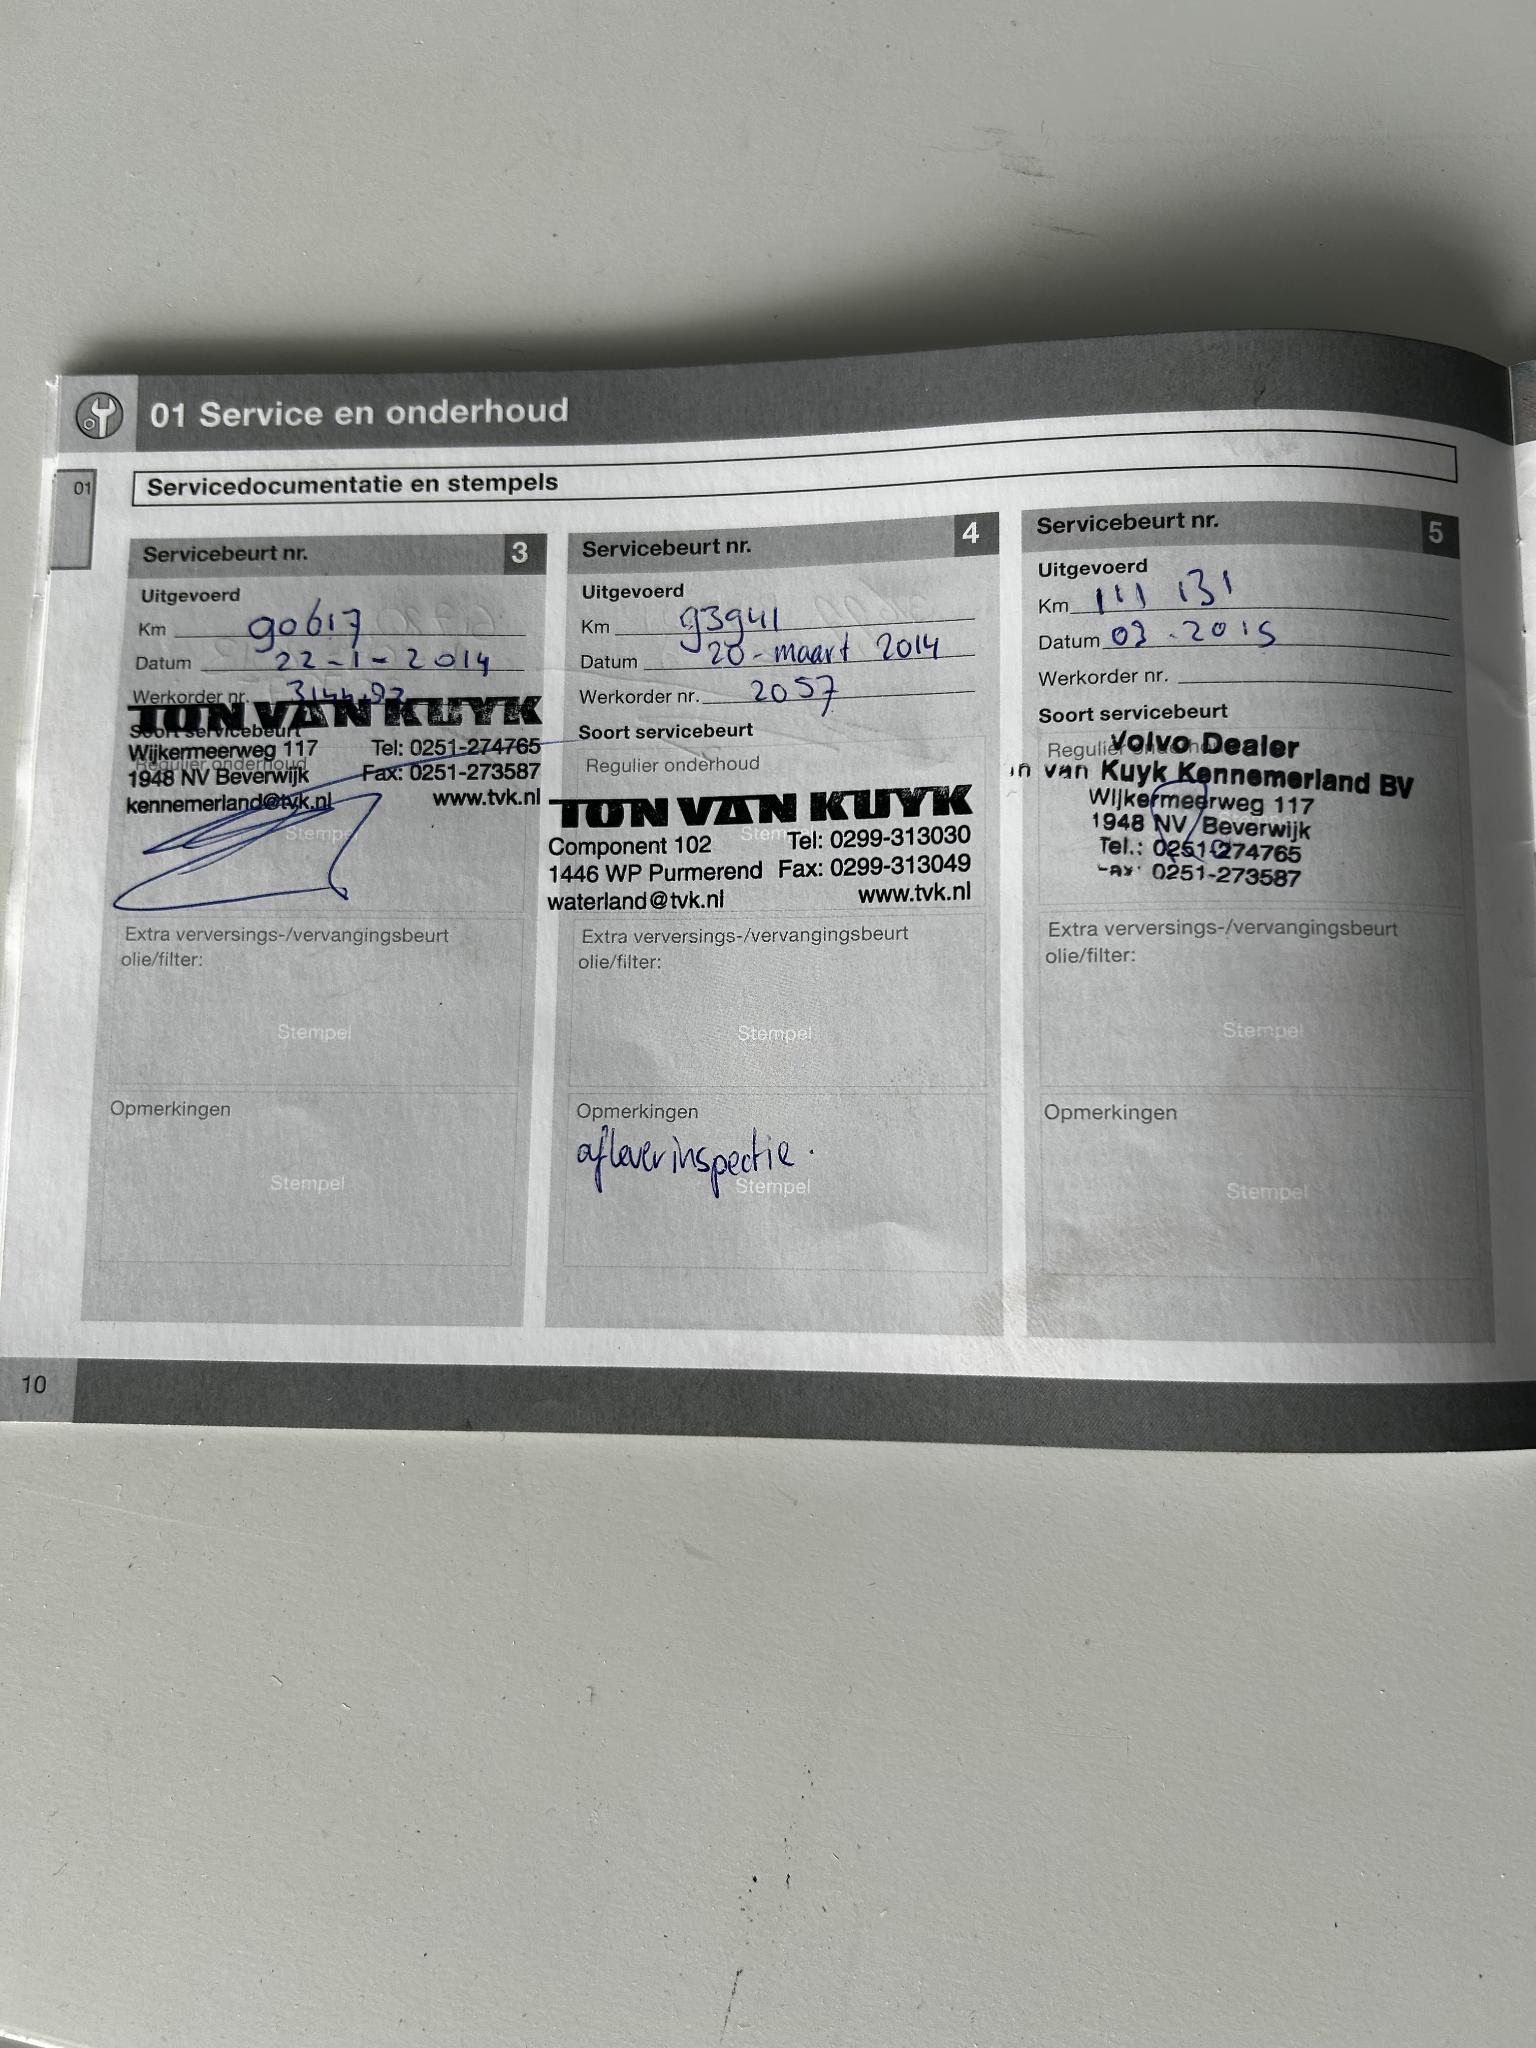 01 Service en onderhoud
01
Servicedocumentatie en stempels
Servicebeurt nr. 3
Uitgevoerd
Km 90617
Datum 22-1-2014
Werkorder nr.
TON VAN KUYK
Soort servicebeurt
Wijkermeerweg 117 Tel: 0251-274765
Regulier onderhoud
1948 NV Beverwijk Fax: 0251-273587
kennemerland@tvk.nl www.tvk.nl
Stempel
Extra verversings-/vervangingsbeurt
olie/filter:
Stempel
Opmerkingen
Stempel
Servicebeurt nr. 4
Uitgevoerd
Km 93941
Datum 20-maart 2014
Werkorder nr. 2057
Soort servicebeurt
Regulier onderhoud
TON VAN KUYK
Stempel
Component 102 Tel: 0299-313030
1446 WP Purmerend Fax: 0299-313049
waterland@tvk.nl www.tvk.nl
Extra verversings-/vervangingsbeurt
olie/filter:
Stempel
Opmerkingen
afleverinspectie.
Stempel
Servicebeurt nr. 5
Uitgevoerd
Km 111 131
Datum 03-2015
Werkorder nr.
Soort servicebeurt
Regulier onderhoud
Volvo Dealer
van Kuyk Kennemerland BV
Wijkermeerweg 117
1948 NV Beverwijk
Tel.: 0251-274765
0251-273587
Extra verversings-/vervangingsbeurt
olie/filter:
Stempel
Opmerkingen
Stempel
10